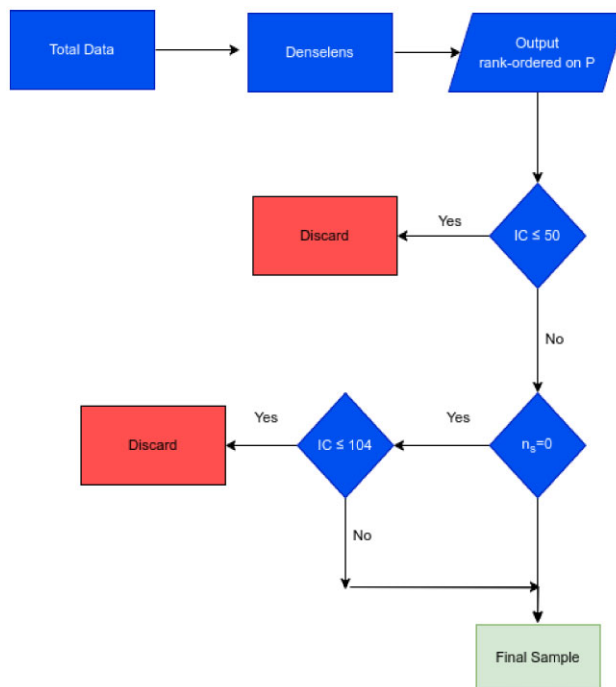 Total Data
Denselens
Output
rank-ordered on P
Discard
Yes
IC ≤ 50
No
Discard
Yes
IC ≤ 104
Yes
nₛ=0
No
Final Sample